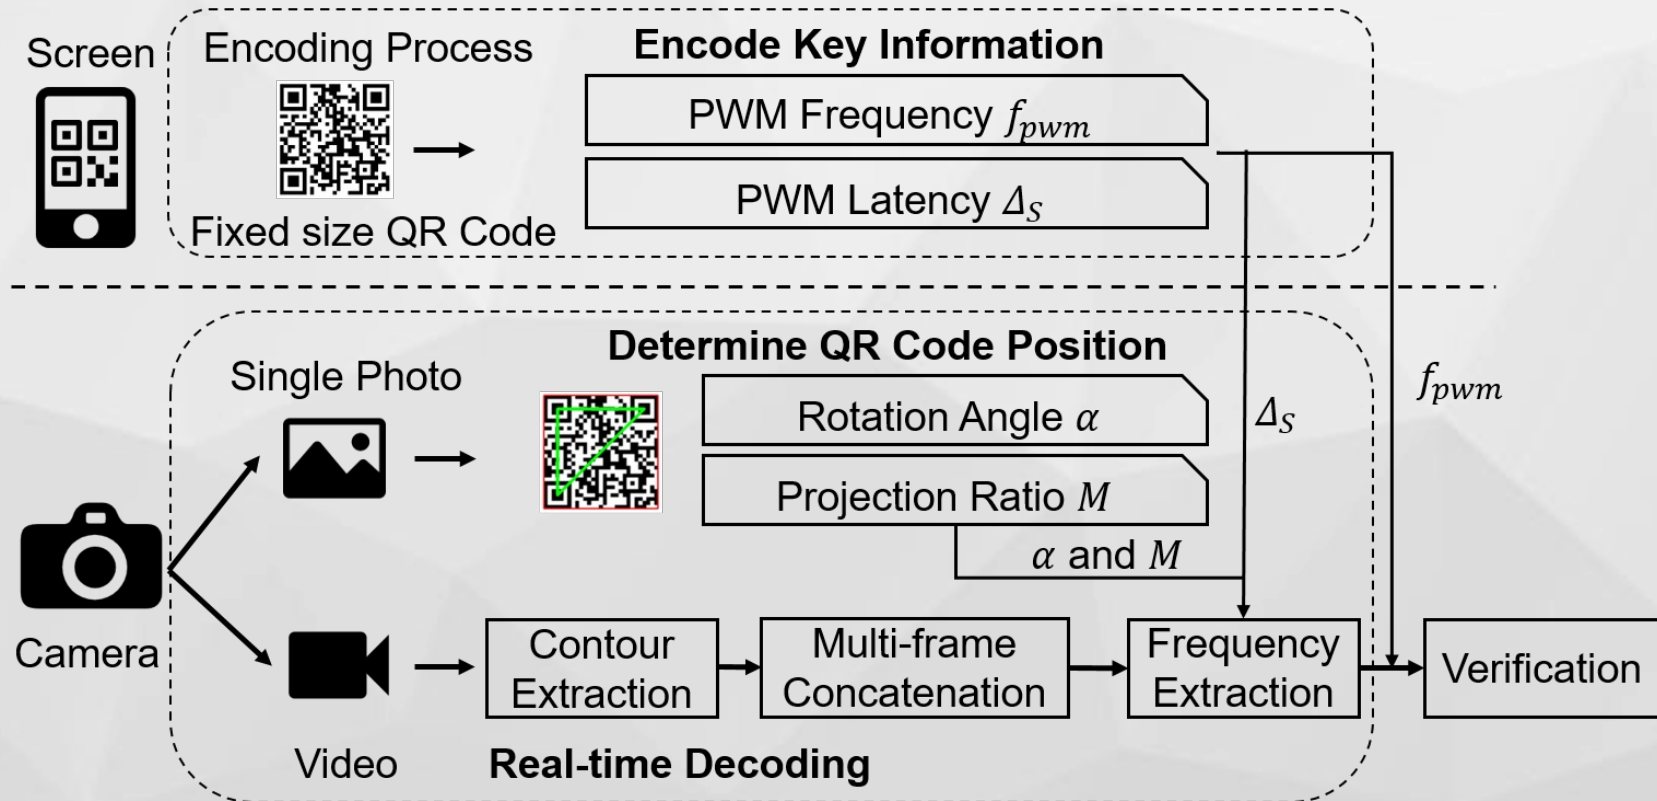 Screen
Encoding Process
Fixed size QR Code
Encode Key Information
PWM Frequency f_pwm
PWM Latency Δ_S
Determine QR Code Position
Single Photo
Rotation Angle α
Projection Ratio M
α and M
Δ_S
f_pwm
Camera
Video
Contour
Extraction
Multi-frame
Concatenation
Frequency
Extraction
Verification
Real-time Decoding